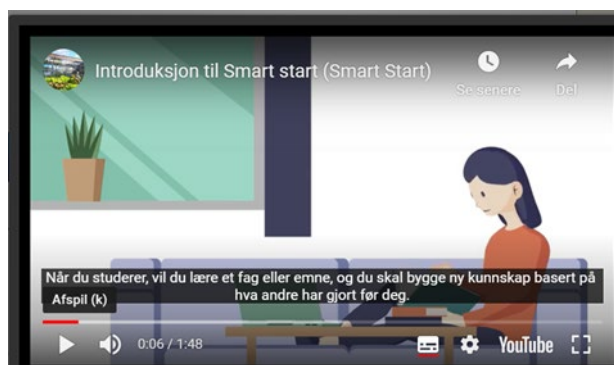 Introduksjon til Smart start (Smart Start)
Se senere
Del
Når du studerer, vil du lære et fag eller emne, og du skal bygge ny kunnskap basert på
hva andre har gjort før deg.
Afspil (k)
0:06 / 1:48
YouTube